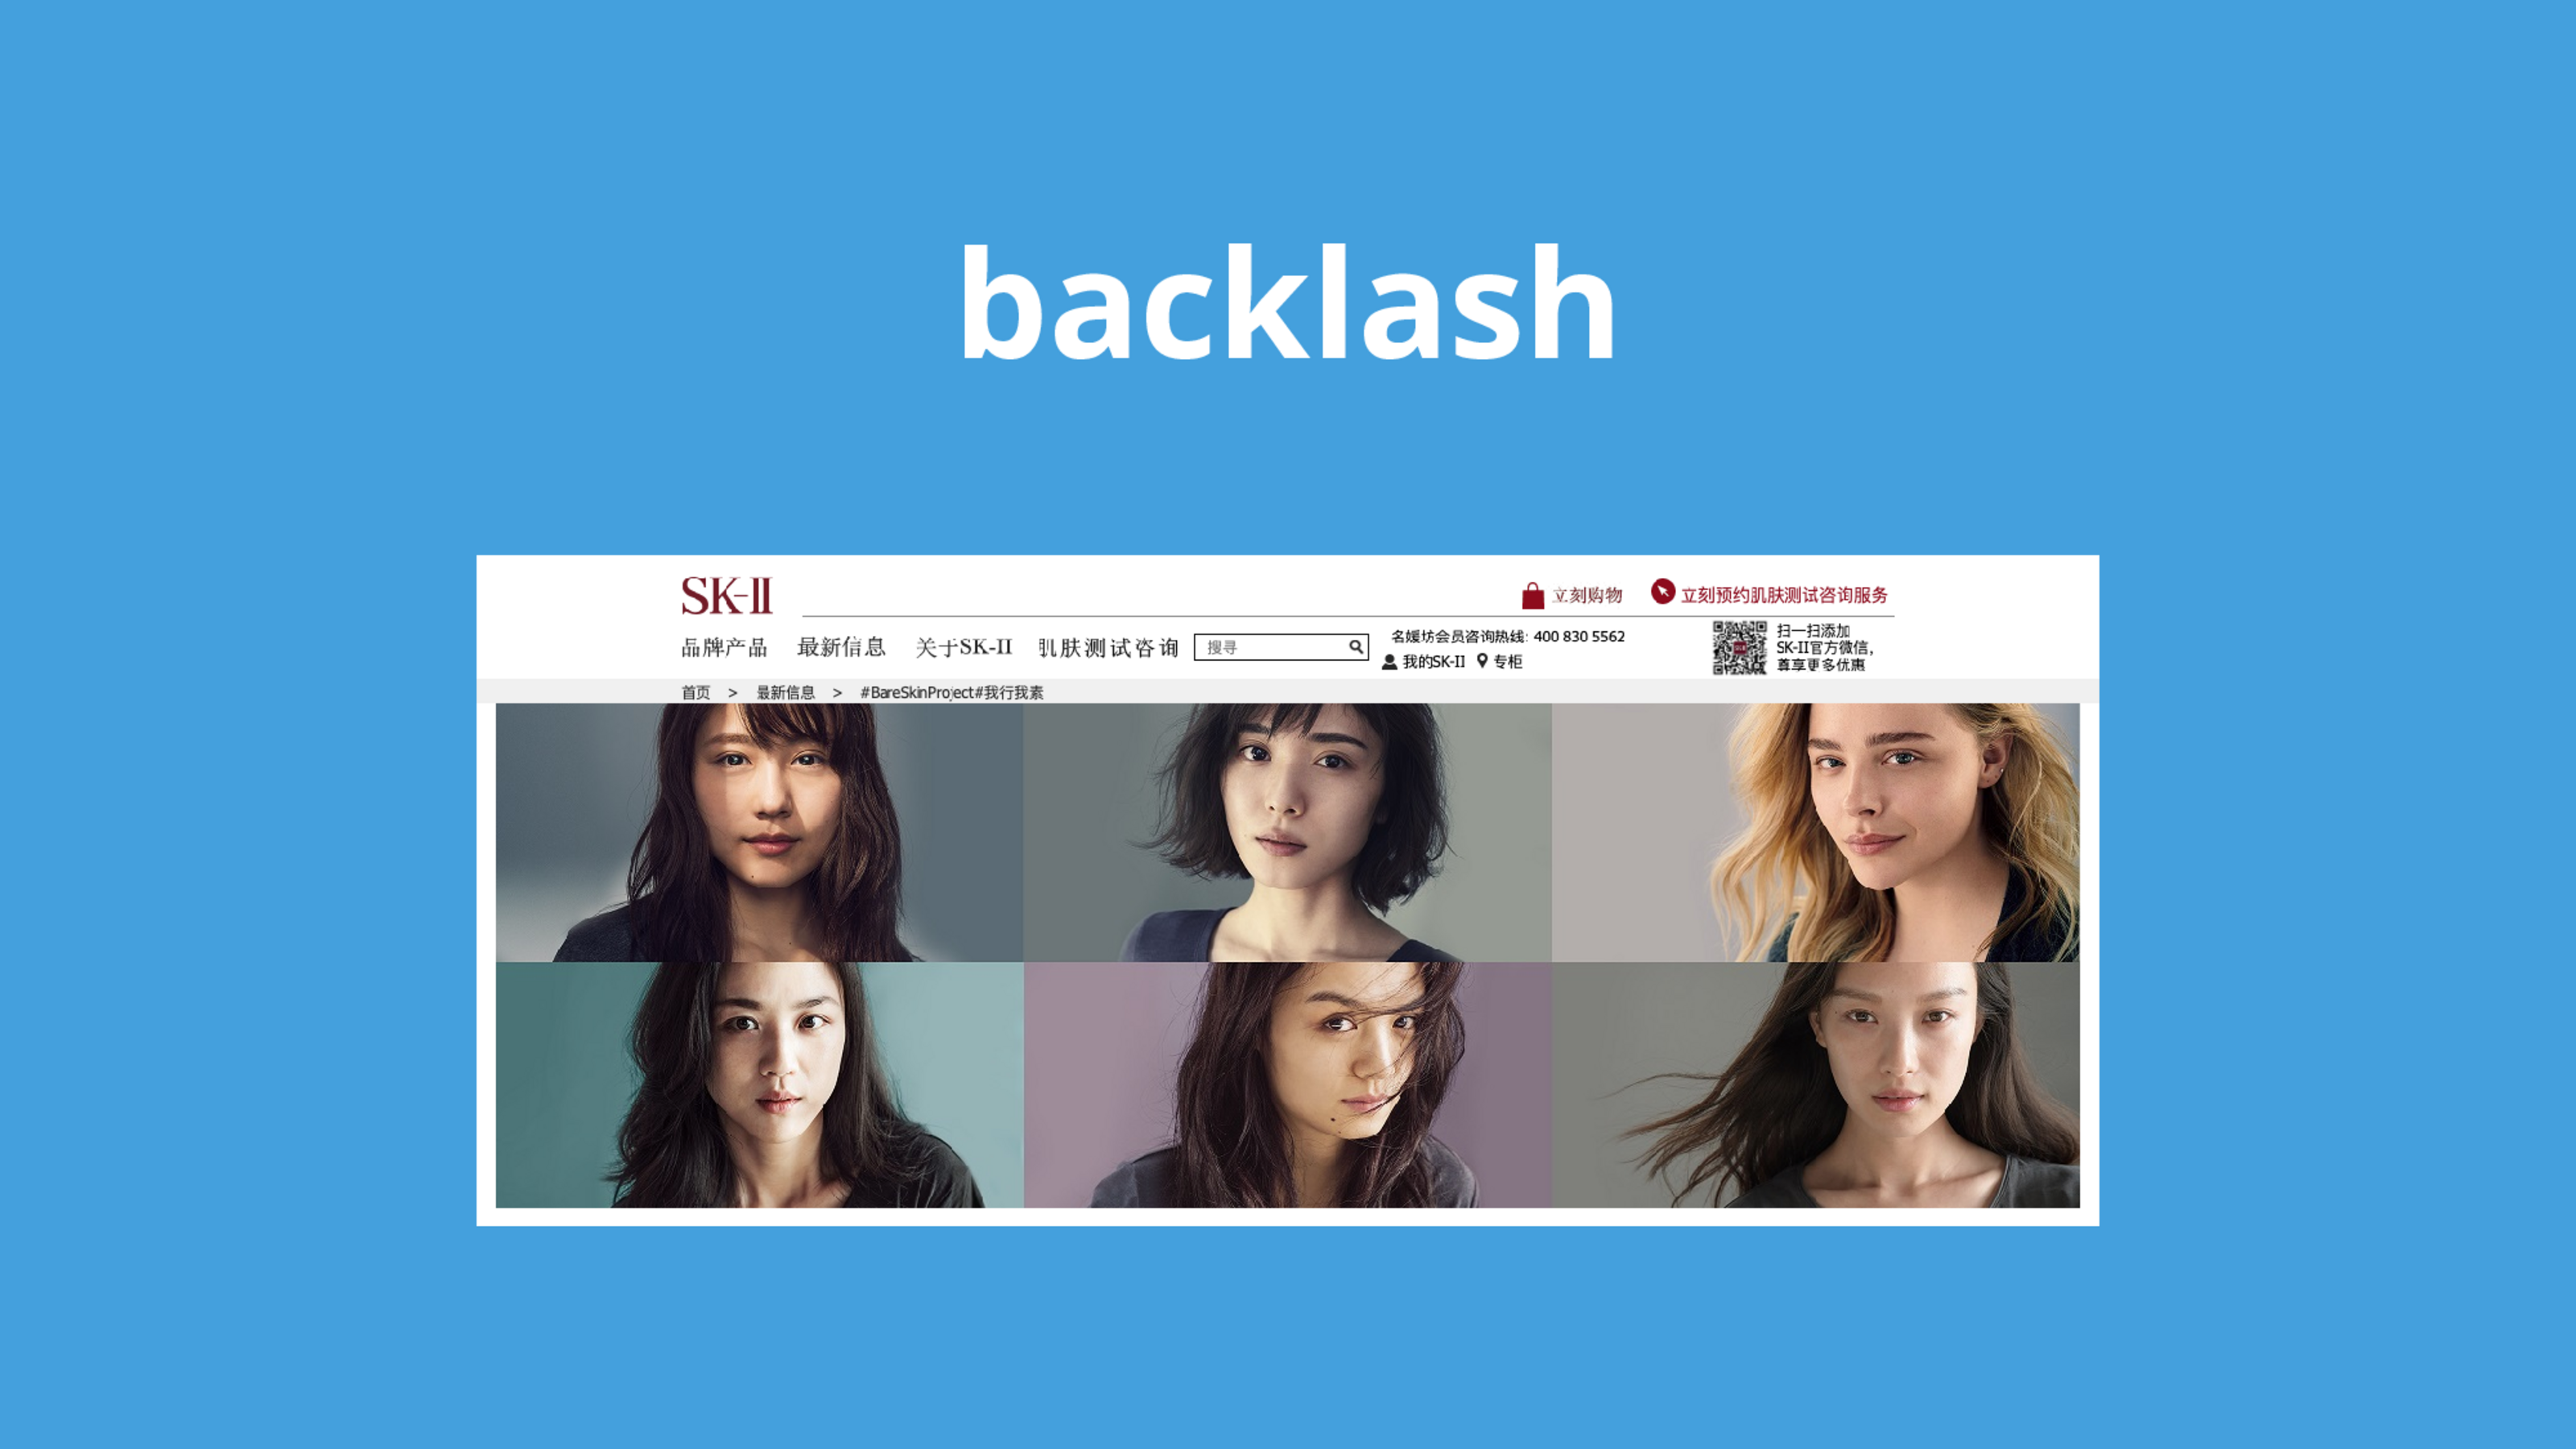 backlash
SK-II
立刻购物
立刻预约肌肤测试咨询服务
品牌产品 最新信息 关于SK-II 肌肤测试咨询 搜寻
名媛坊会员咨询热线: 400 830 5562
我的SK-II 专柜
扫一扫添加
SK-II官方微信,
尊享更多优惠
首页 > 最新信息 > #BareSkinProject#我行我素